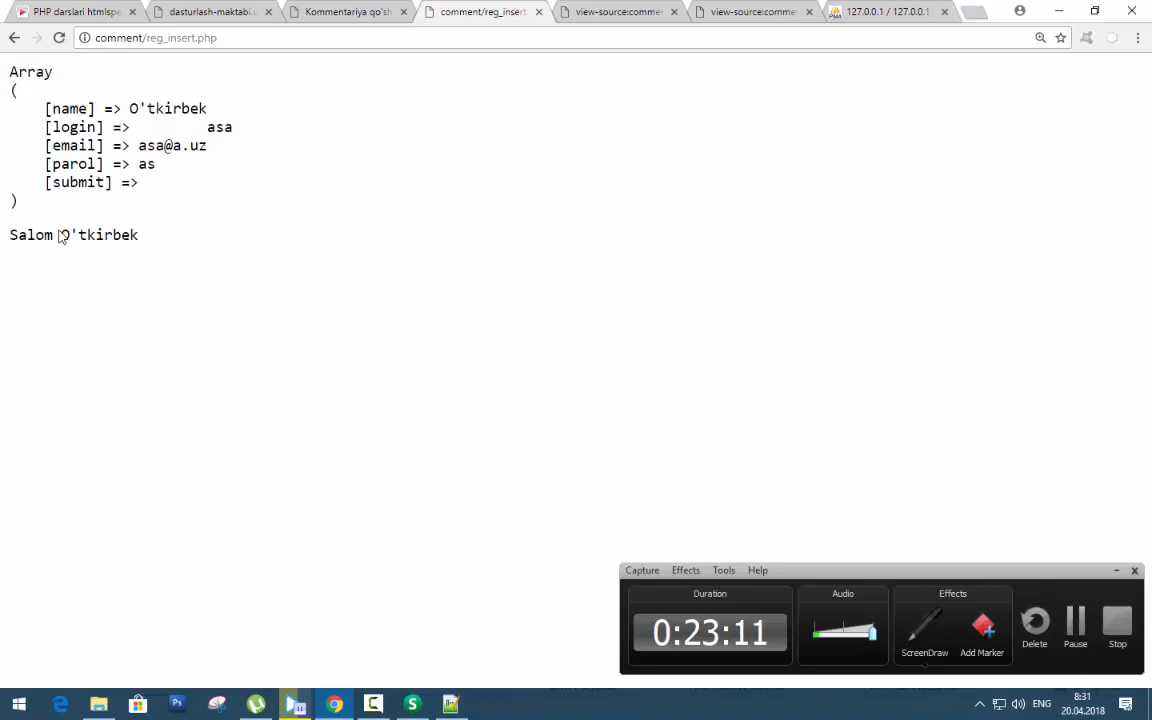 PHP darslari htmlspe
dasturlash-maktabi.u
Kommentariya qo'sh
comment/reg_insert.
view-source:comme
view-source:comme
127.0.0.1 / 127.0.0.1
comment/reg_insert.php
Array
(
[name] => O'tkirbek
[login] => asa
[email] => asa@a.uz
[parol] => as
[submit] =>
)
Salom O'tkirbek
Capture Effects Tools Help
Duration
Audio
Effects
0:23:11
ScreenDraw
Add Marker
Delete
Pause
Stop
ENG
8:31
20.04.2018